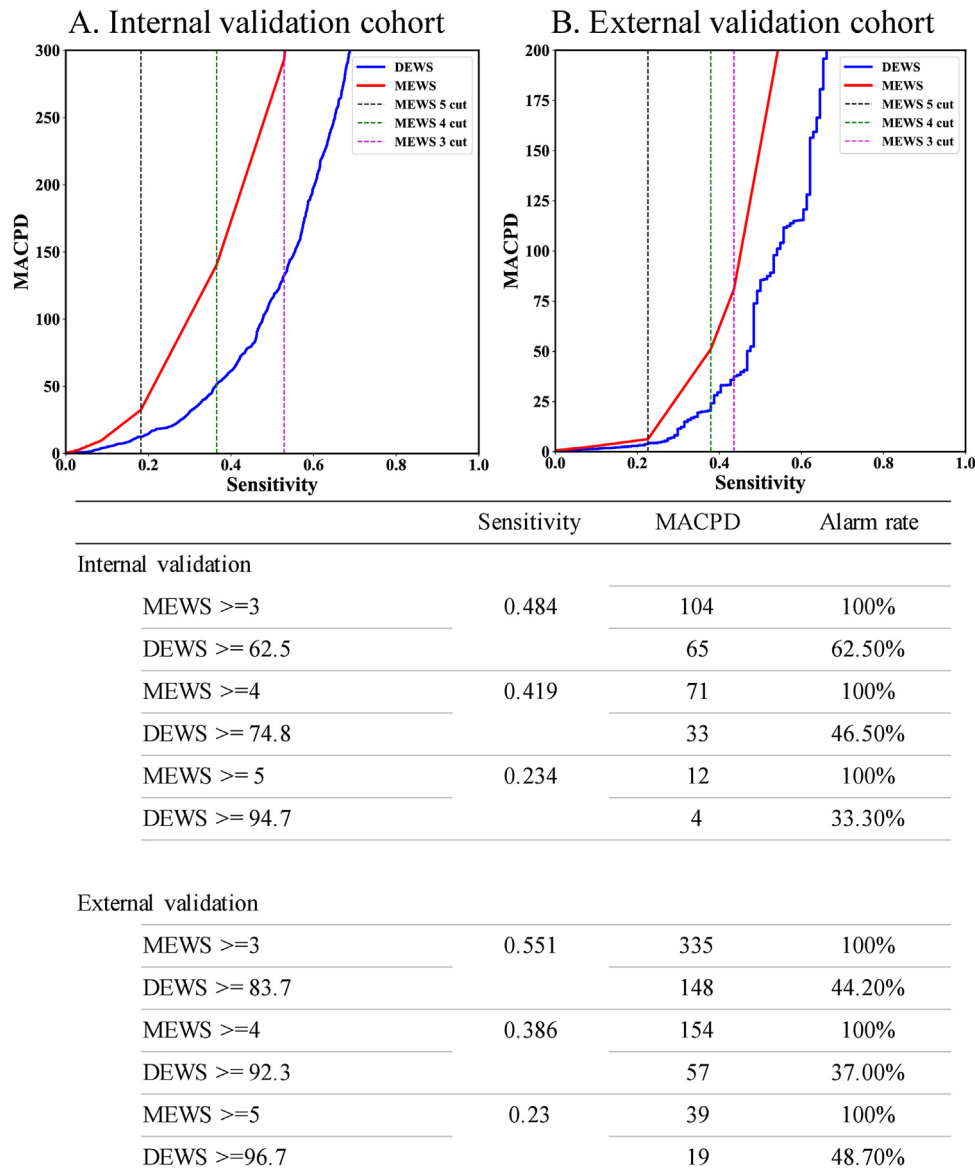 A. Internal validation cohort
B. External validation cohort
300
250
200
150
100
50
0
MACPD
0.0 0.2 0.4 0.6 0.8 1.0
Sensitivity
DEWS
MEWS
MEWS 5 cut
MEWS 4 cut
MEWS 3 cut
200
175
150
125
100
75
50
25
0
MACPD
0.0 0.2 0.4 0.6 0.8 1.0
Sensitivity
DEWS
MEWS
MEWS 5 cut
MEWS 4 cut
MEWS 3 cut
Sensitivity MACPD Alarm rate
Internal validation
MEWS >=3 0.484 104 100%
DEWS >= 62.5 65 62.50%
MEWS >=4 0.419 71 100%
DEWS >= 74.8 33 46.50%
MEWS >= 5 0.234 12 100%
DEWS >= 94.7 4 33.30%
External validation
MEWS >=3 0.551 335 100%
DEWS >= 83.7 148 44.20%
MEWS >=4 0.386 154 100%
DEWS >= 92.3 57 37.00%
MEWS >=5 0.23 39 100%
DEWS >=96.7 19 48.70%